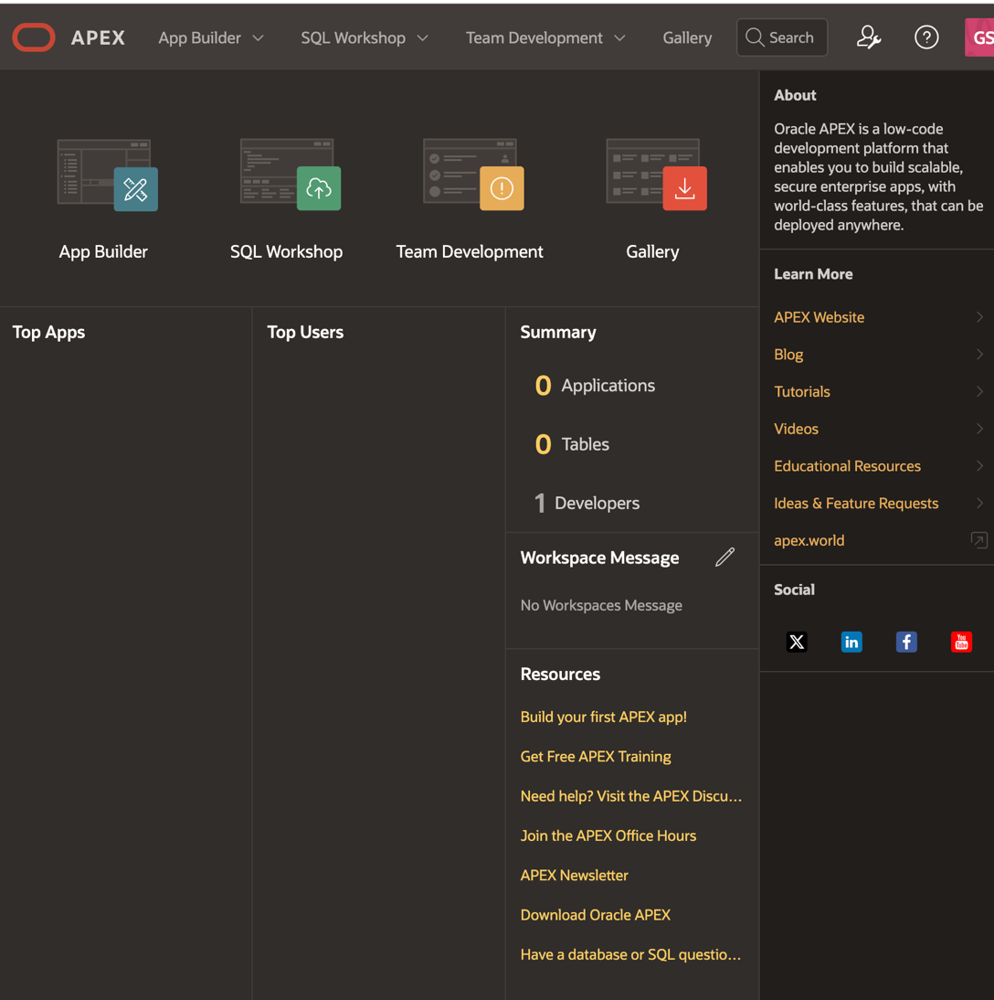 APEX
App Builder
SQL Workshop
Team Development
Gallery
Search
GS
App Builder
SQL Workshop
Team Development
Gallery
Top Apps
Top Users
Summary
0 Applications
0 Tables
1 Developers
Workspace Message
No Workspaces Message
Resources
Build your first APEX app!
Get Free APEX Training
Need help? Visit the APEX Discu...
Join the APEX Office Hours
APEX Newsletter
Download Oracle APEX
Have a database or SQL questio...
About
Oracle APEX is a low-code
development platform that
enables you to build scalable,
secure enterprise apps, with
world-class features, that can be
deployed anywhere.
Learn More
APEX Website
Blog
Tutorials
Videos
Educational Resources
Ideas & Feature Requests
apex.world
Social
X
in
f
You
Tube